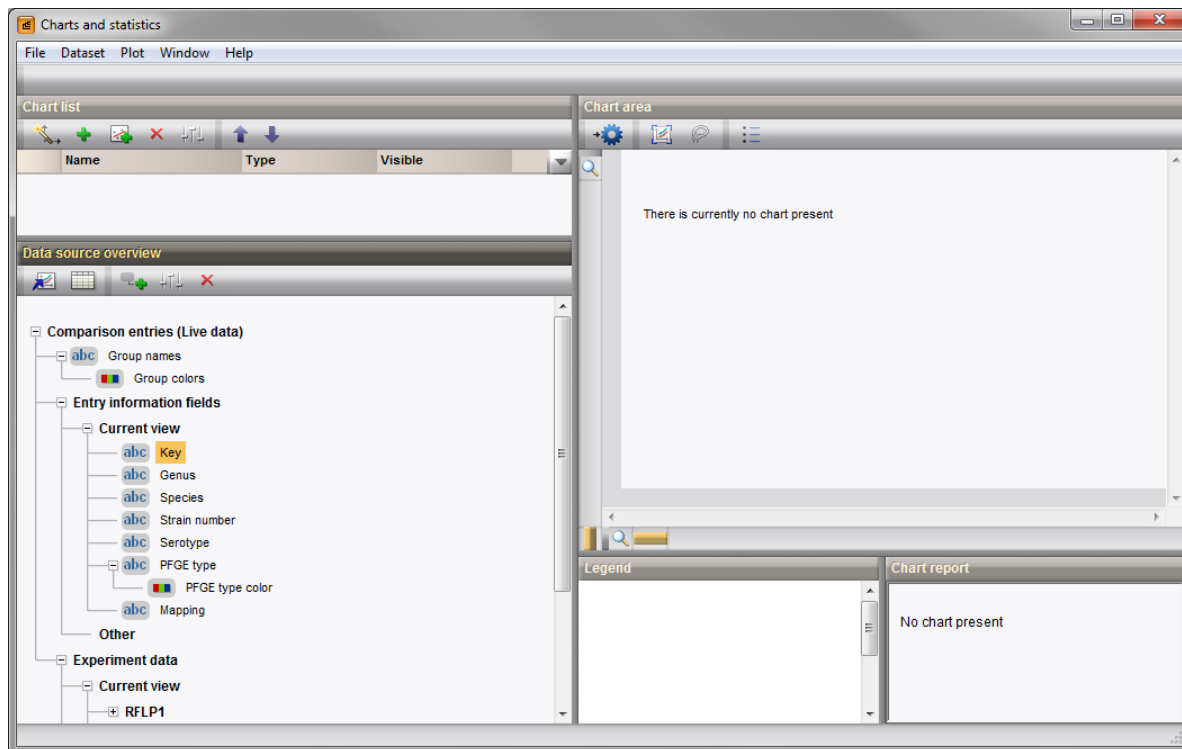 Charts and statistics
File Dataset Plot Window Help
Chart list
Name Type Visible
Data source overview
Comparison entries (Live data)
abc Group names
Group colors
Entry information fields
Current view
abc Key
abc Genus
abc Species
abc Strain number
abc Serotype
abc PFGE type
PFGE type color
abc Mapping
Other
Experiment data
Current view
RFLP1
Chart area
There is currently no chart present
Legend
Chart report
No chart present